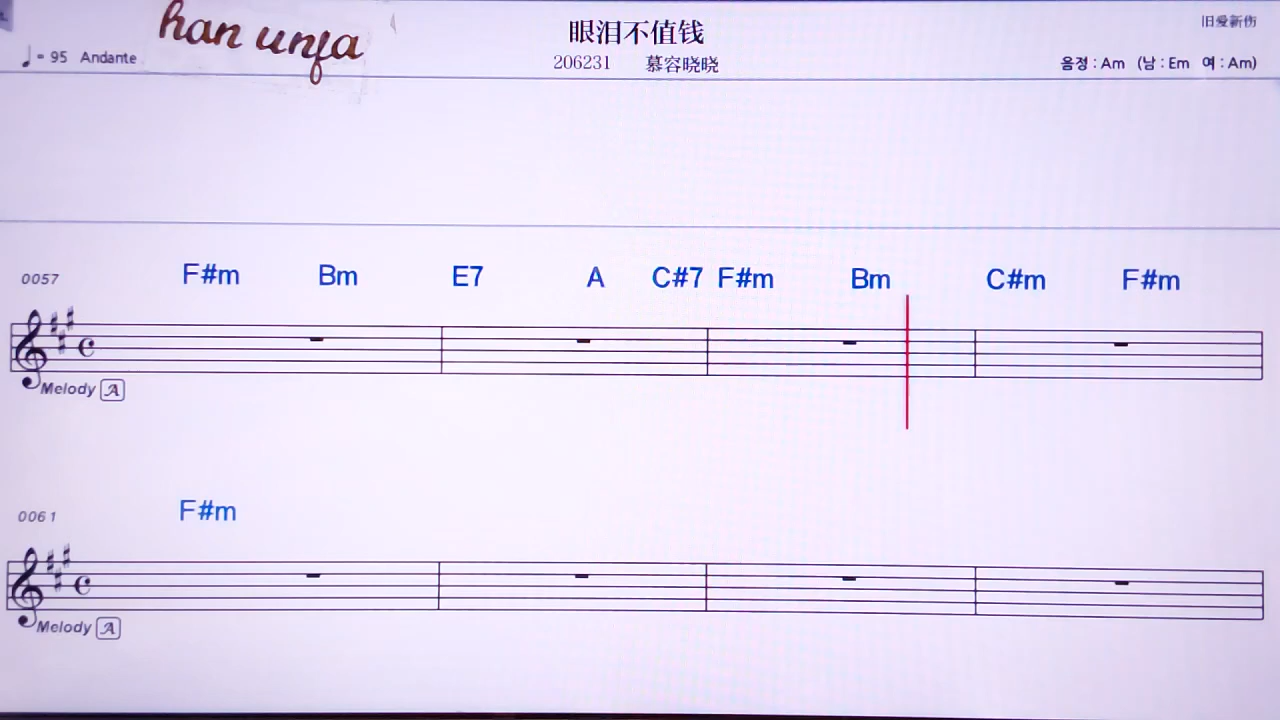 han unfa
眼泪不值钱
旧爱新伤
♩ = 95 Andante
206231 慕容晓晓
음정 : Am (남 : Em 여 : Am)
0057 F#m Bm E7 A C#7 F#m Bm C#m F#m
Melody A
0061 F#m
Melody A